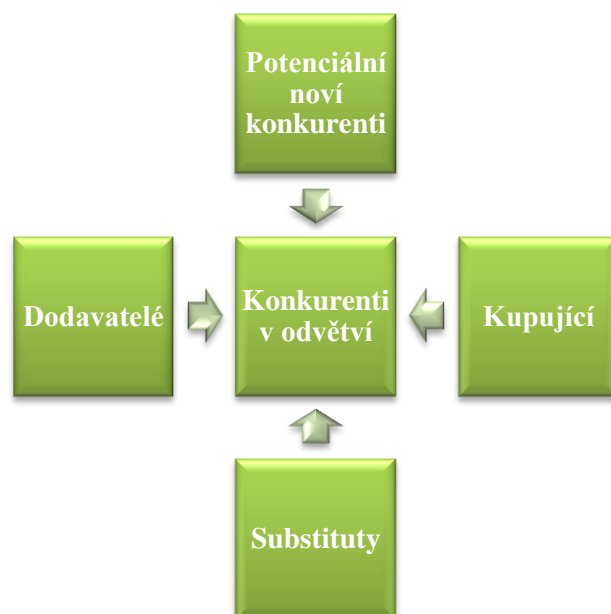 Potenciální
noví
konkurenti
Dodavatelé
Konkurenti
v odvětví
Kupující
Substituty